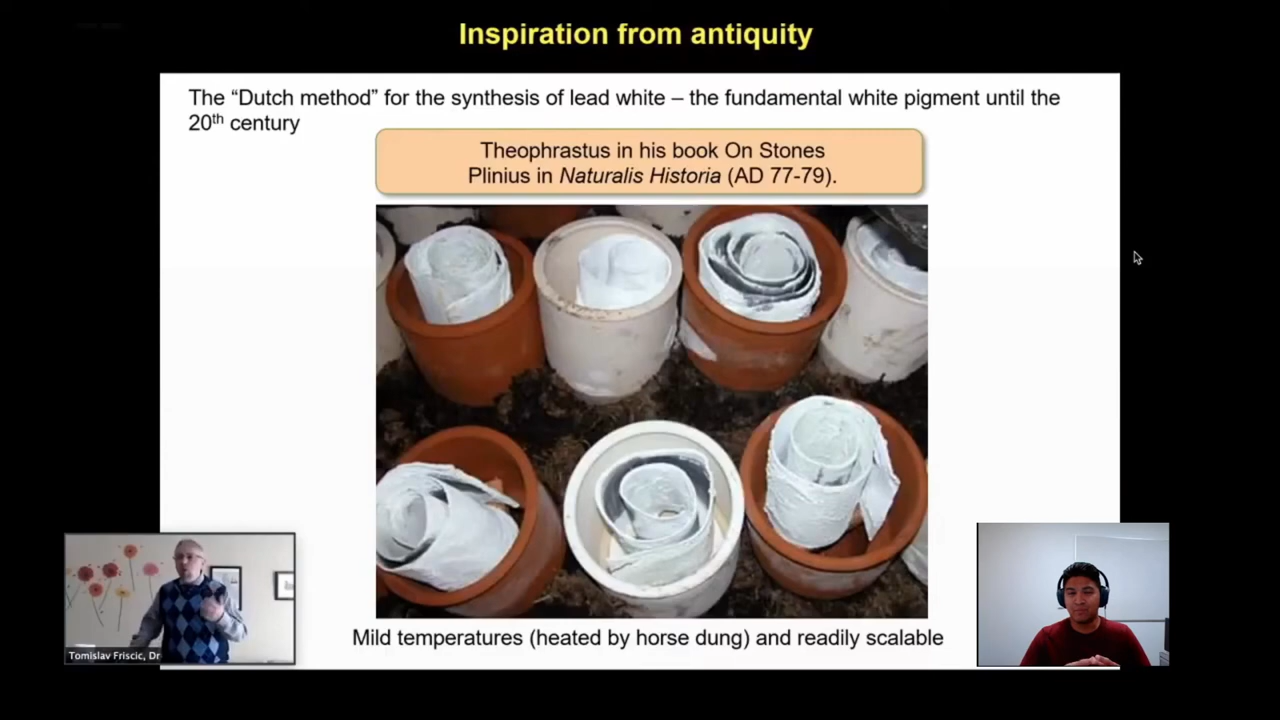 Inspiration from antiquity
The “Dutch method” for the synthesis of lead white – the fundamental white pigment until the
20th century
Theophrastus in his book On Stones
Plinius in Naturalis Historia (AD 77-79).
Mild temperatures (heated by horse dung) and readily scalable
Tomislav Friscic, Dr